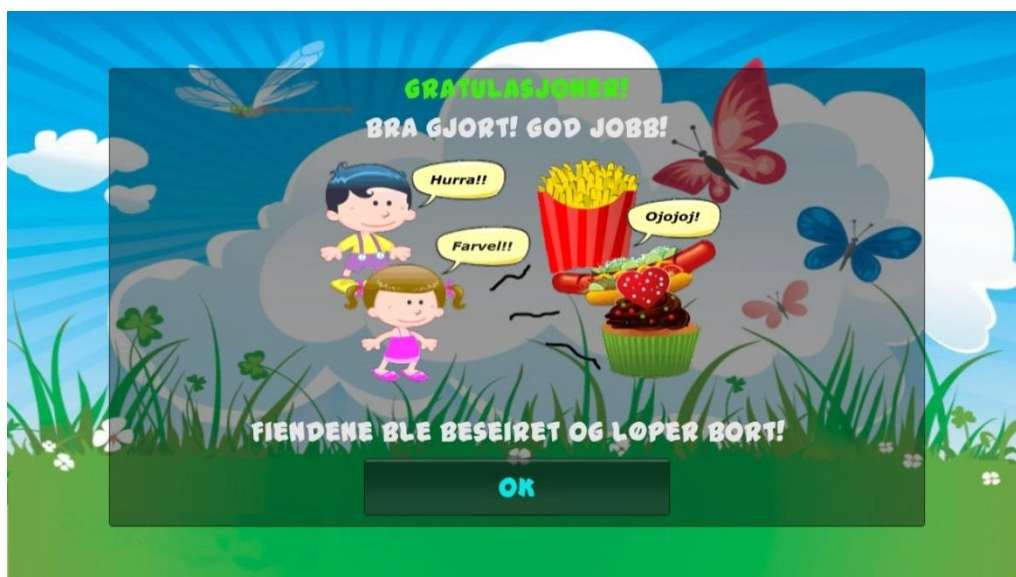 GRATULASJONER!
BRA GJORT! GOD JOBB!
Hurra!!
Ojojoj!
Farvel!!
FIENDENE BLE BESEIRET OG LØPER BORT!
OK